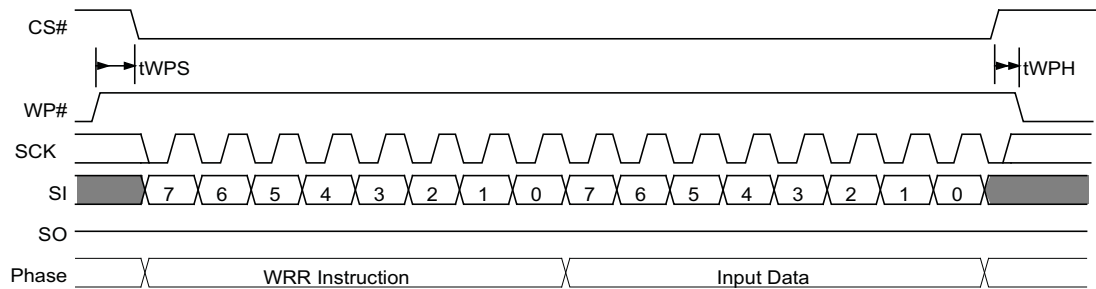 CS#
tWPS
tWPH
WP#
SCK
SI 7 6 5 4 3 2 1 0 7 6 5 4 3 2 1 0
SO
Phase WRR Instruction Input Data